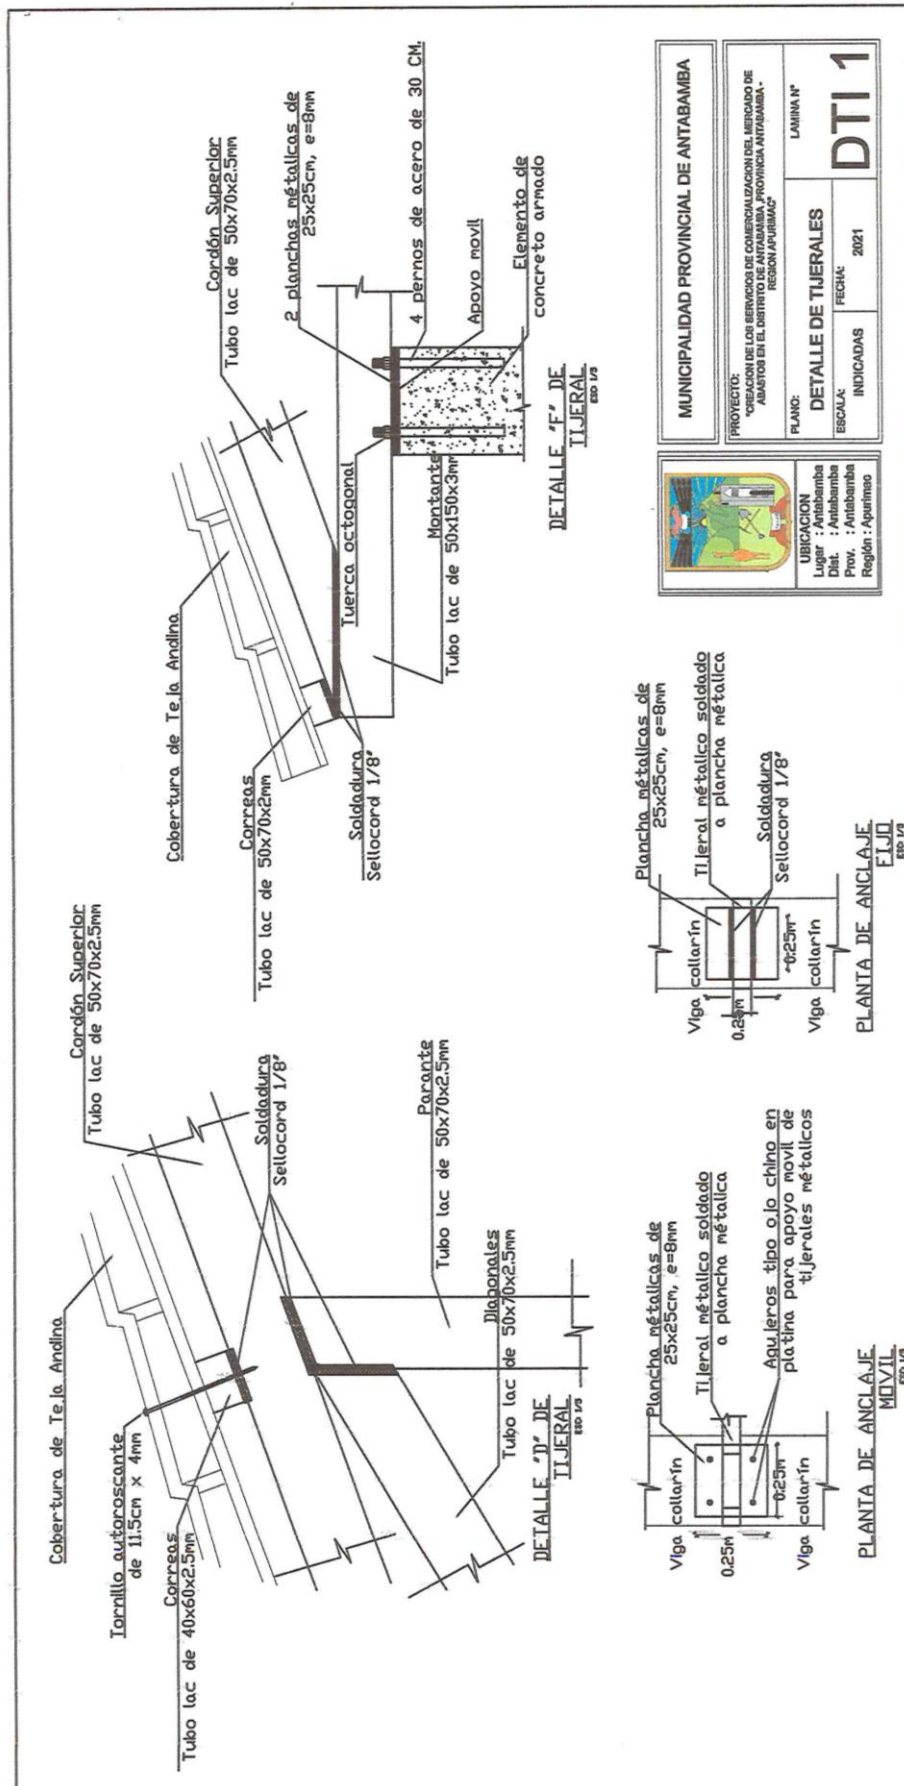 Cobertura de Teja Andina
Tornillo autoroscante
de 11.5cm x 4mm
Correas
Tubo lac de 40x60x2.5mm
Cordón Superior
Tubo lac de 50x70x2.5mm
Soldadura
Sellocord 1/8"
Parante
Tubo lac de 50x70x2.5mm
Diagonales
Tubo lac de 50x70x2.5mm
DETALLE "D" DE
TIJERAL
ESC 1/5
Cobertura de Teja Andina
Correas
Tubo lac de 50x70x2mm
Soldadura
Sellocord 1/8"
Cordón Superior
Tubo lac de 50x70x2.5mm
2 planchas métalicas de
25x25cm, e=8mm
Tuerca octogonal
Montante
Tubo lac de 50x150x3mm
4 pernos de acero de 30 CM.
Apoyo movil
Elemento de
concreto armado
DETALLE "F" DE
TIJERAL
Plancha métalicas de
25x25cm, e=8mm
Tijeral métalico soldado
a plancha métalica
Agujeros tipo ojo chino en
platina para apoyo movil de
tijerales métalicos
Viga collarín
0.25m
0.25m
Viga collarín
PLANTA DE ANCLAJE
MOVIL
Plancha métalicas de
25x25cm, e=8mm
Tijeral métalico soldado
a plancha métalica
Soldadura
Sellocord 1/8"
Viga collarín
0.25m
0.25m
Viga collarín
PLANTA DE ANCLAJE
FIJO
UBICACION
Lugar : Antabamba
Dist. : Antabamba
Prov. : Antabamba
Región : Apurimac
MUNICIPALIDAD PROVINCIAL DE ANTABAMBA
PROYECTO:
"CREACION DE LOS SERVICIOS DE COMERCIALIZACION DEL MERCADO DE
ABASTOS EN EL DISTRITO DE ANTABAMBA, PROVINCIA ANTABAMBA -
REGION APURIMAC"
PLANO:
DETALLE DE TIJERALES
LAMINA N°
DTI 1
ESCALA:
INDICADAS
FECHA:
2021